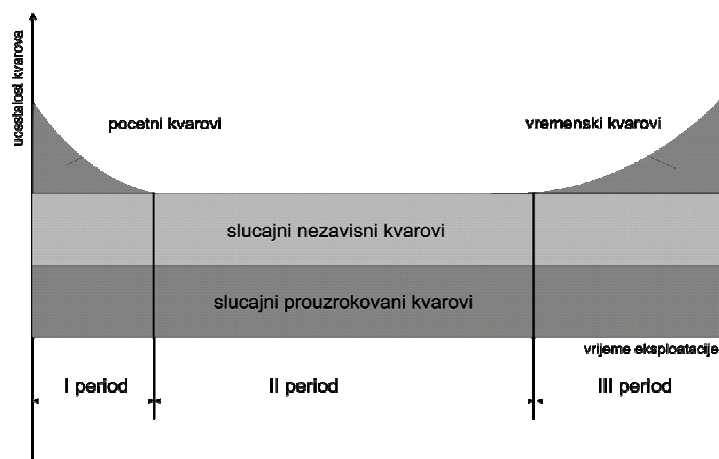 ucestalost kvarova
pocetni kvarovi
vremenski kvarovi
slucajni nezavisni kvarovi
slucajni prouzrokovani kvarovi
vrijeme eksploatacije
I period
II period
III period